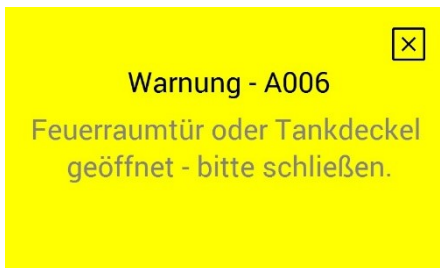 Warnung - A006
Feuerraumtür oder Tankdeckel
geöffnet - bitte schließen.